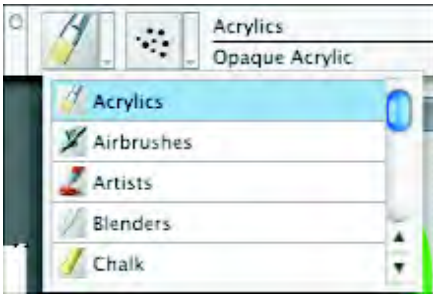 Acrylics
Opaque Acrylic
Acrylics
Airbrushes
Artists
Blenders
Chalk